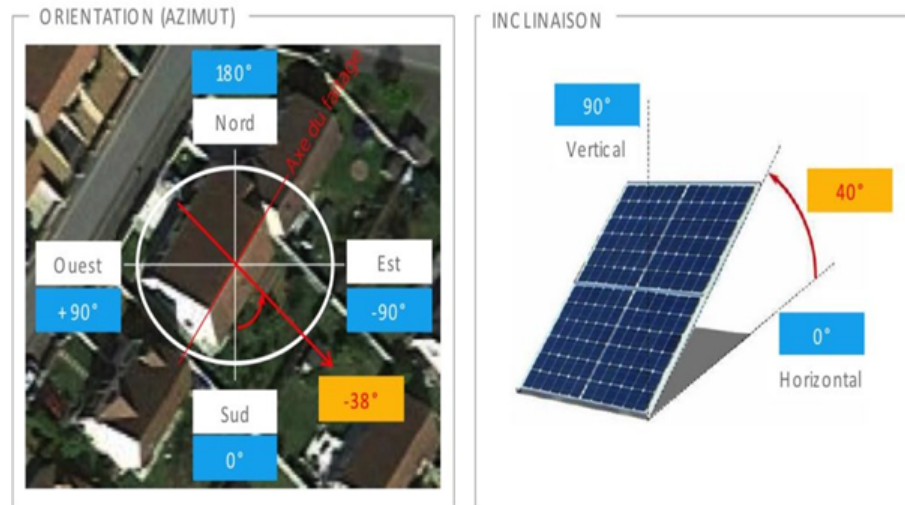 ORIENTATION (AZIMUT)
180°
Nord
Axe du faîtage
Ouest
+90°
Est
-90°
-38°
Sud
0°
INCLINAISON
90°
Vertical
40°
0°
Horizontal